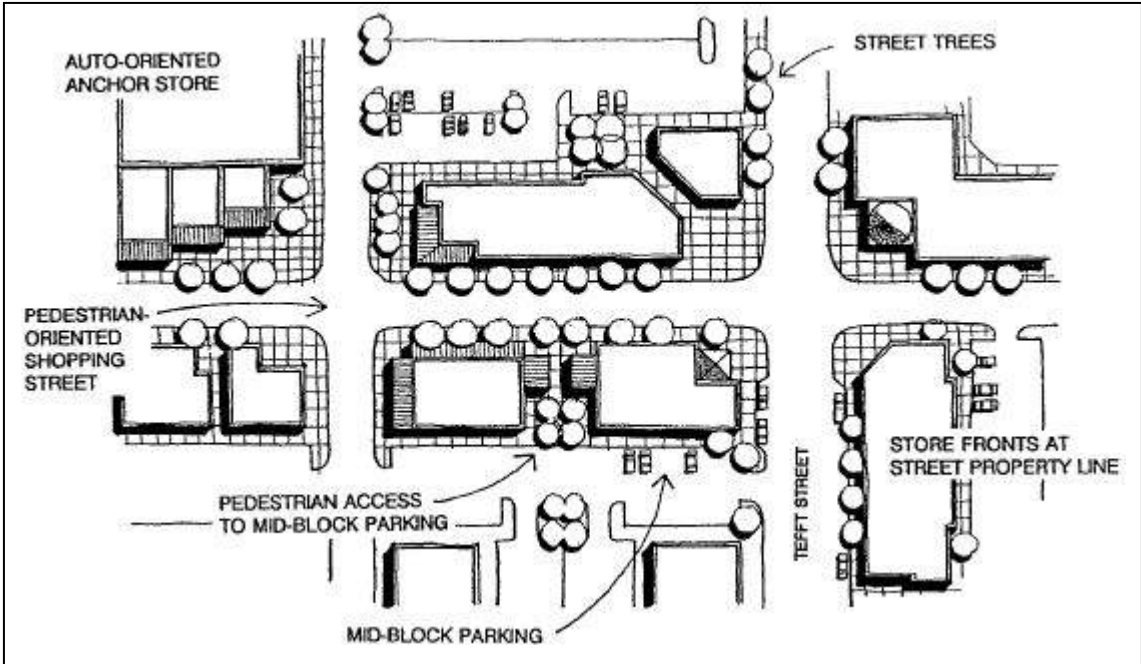 AUTO-ORIENTED
ANCHOR STORE
STREET TREES
PEDESTRIAN-
ORIENTED
SHOPPING
STREET
STORE FRONTS AT
STREET PROPERTY LINE
TEFFT STREET
PEDESTRIAN ACCESS
TO MID-BLOCK PARKING
MID-BLOCK PARKING